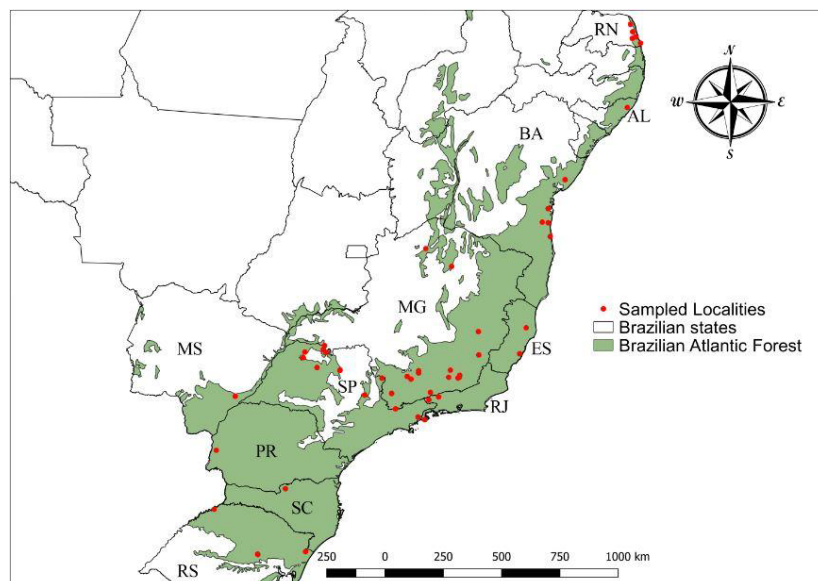 RN
N
W E
S
AL
BA
MG
Sampled Localities
Brazilian states
Brazilian Atlantic Forest
MS
ES
SP
RJ
PR
SC
RS
250 0 250 500 750 1000 km